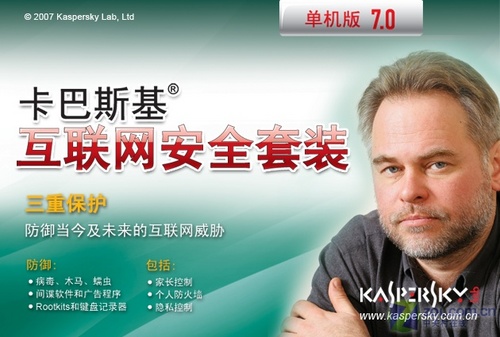 © 2007 Kaspersky Lab, Ltd
单机版 7.0
卡巴斯基®
互联网安全套装
三重保护
防御当今及未来的互联网威胁
防御:
• 病毒、木马、蠕虫
• 间谍软件和广告程序
• Rootkits和键盘记录器
包括:
• 家长控制
• 个人防火墙
• 隐私控制
KASPERSKY
www.kaspersky.com.cn